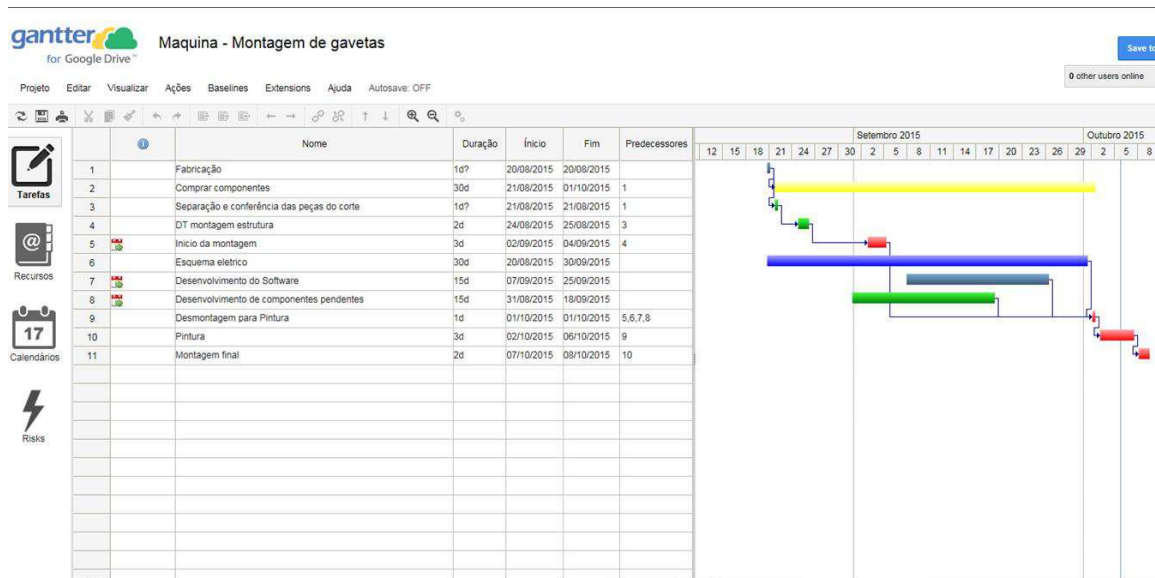 gantter
for Google Drive™
Maquina - Montagem de gavetas
Save to
0 other users online
Projeto Editar Visualizar Ações Baselines Extensions Ajuda Autosave: OFF
Nome Duração Ínicio Fim Predecessores
Setembro 2015 Outubro 2015
12 15 18 21 24 27 30 2 5 8 11 14 17 20 23 26 29 2 5 8
1 Fabricação 1d? 20/08/2015 20/08/2015
2 Comprar componentes 30d 21/08/2015 01/10/2015 1
3 Separação e conferência das peças do corte 1d? 21/08/2015 21/08/2015 1
4 DT montagem estrutura 2d 24/08/2015 25/08/2015 3
5 Inicio da montagem 3d 02/09/2015 04/09/2015 4
6 Esquema eletrico 30d 20/08/2015 30/09/2015
7 Desenvolvimento do Software 15d 07/09/2015 25/09/2015
8 Desenvolvimento de componentes pendentes 15d 31/08/2015 18/09/2015
9 Desmontagem para Pintura 1d 01/10/2015 01/10/2015 5,6,7,8
10 Pintura 3d 02/10/2015 06/10/2015 9
11 Montagem final 2d 07/10/2015 08/10/2015 10
Tarefas
@
Recursos
17
Calendários
Risks